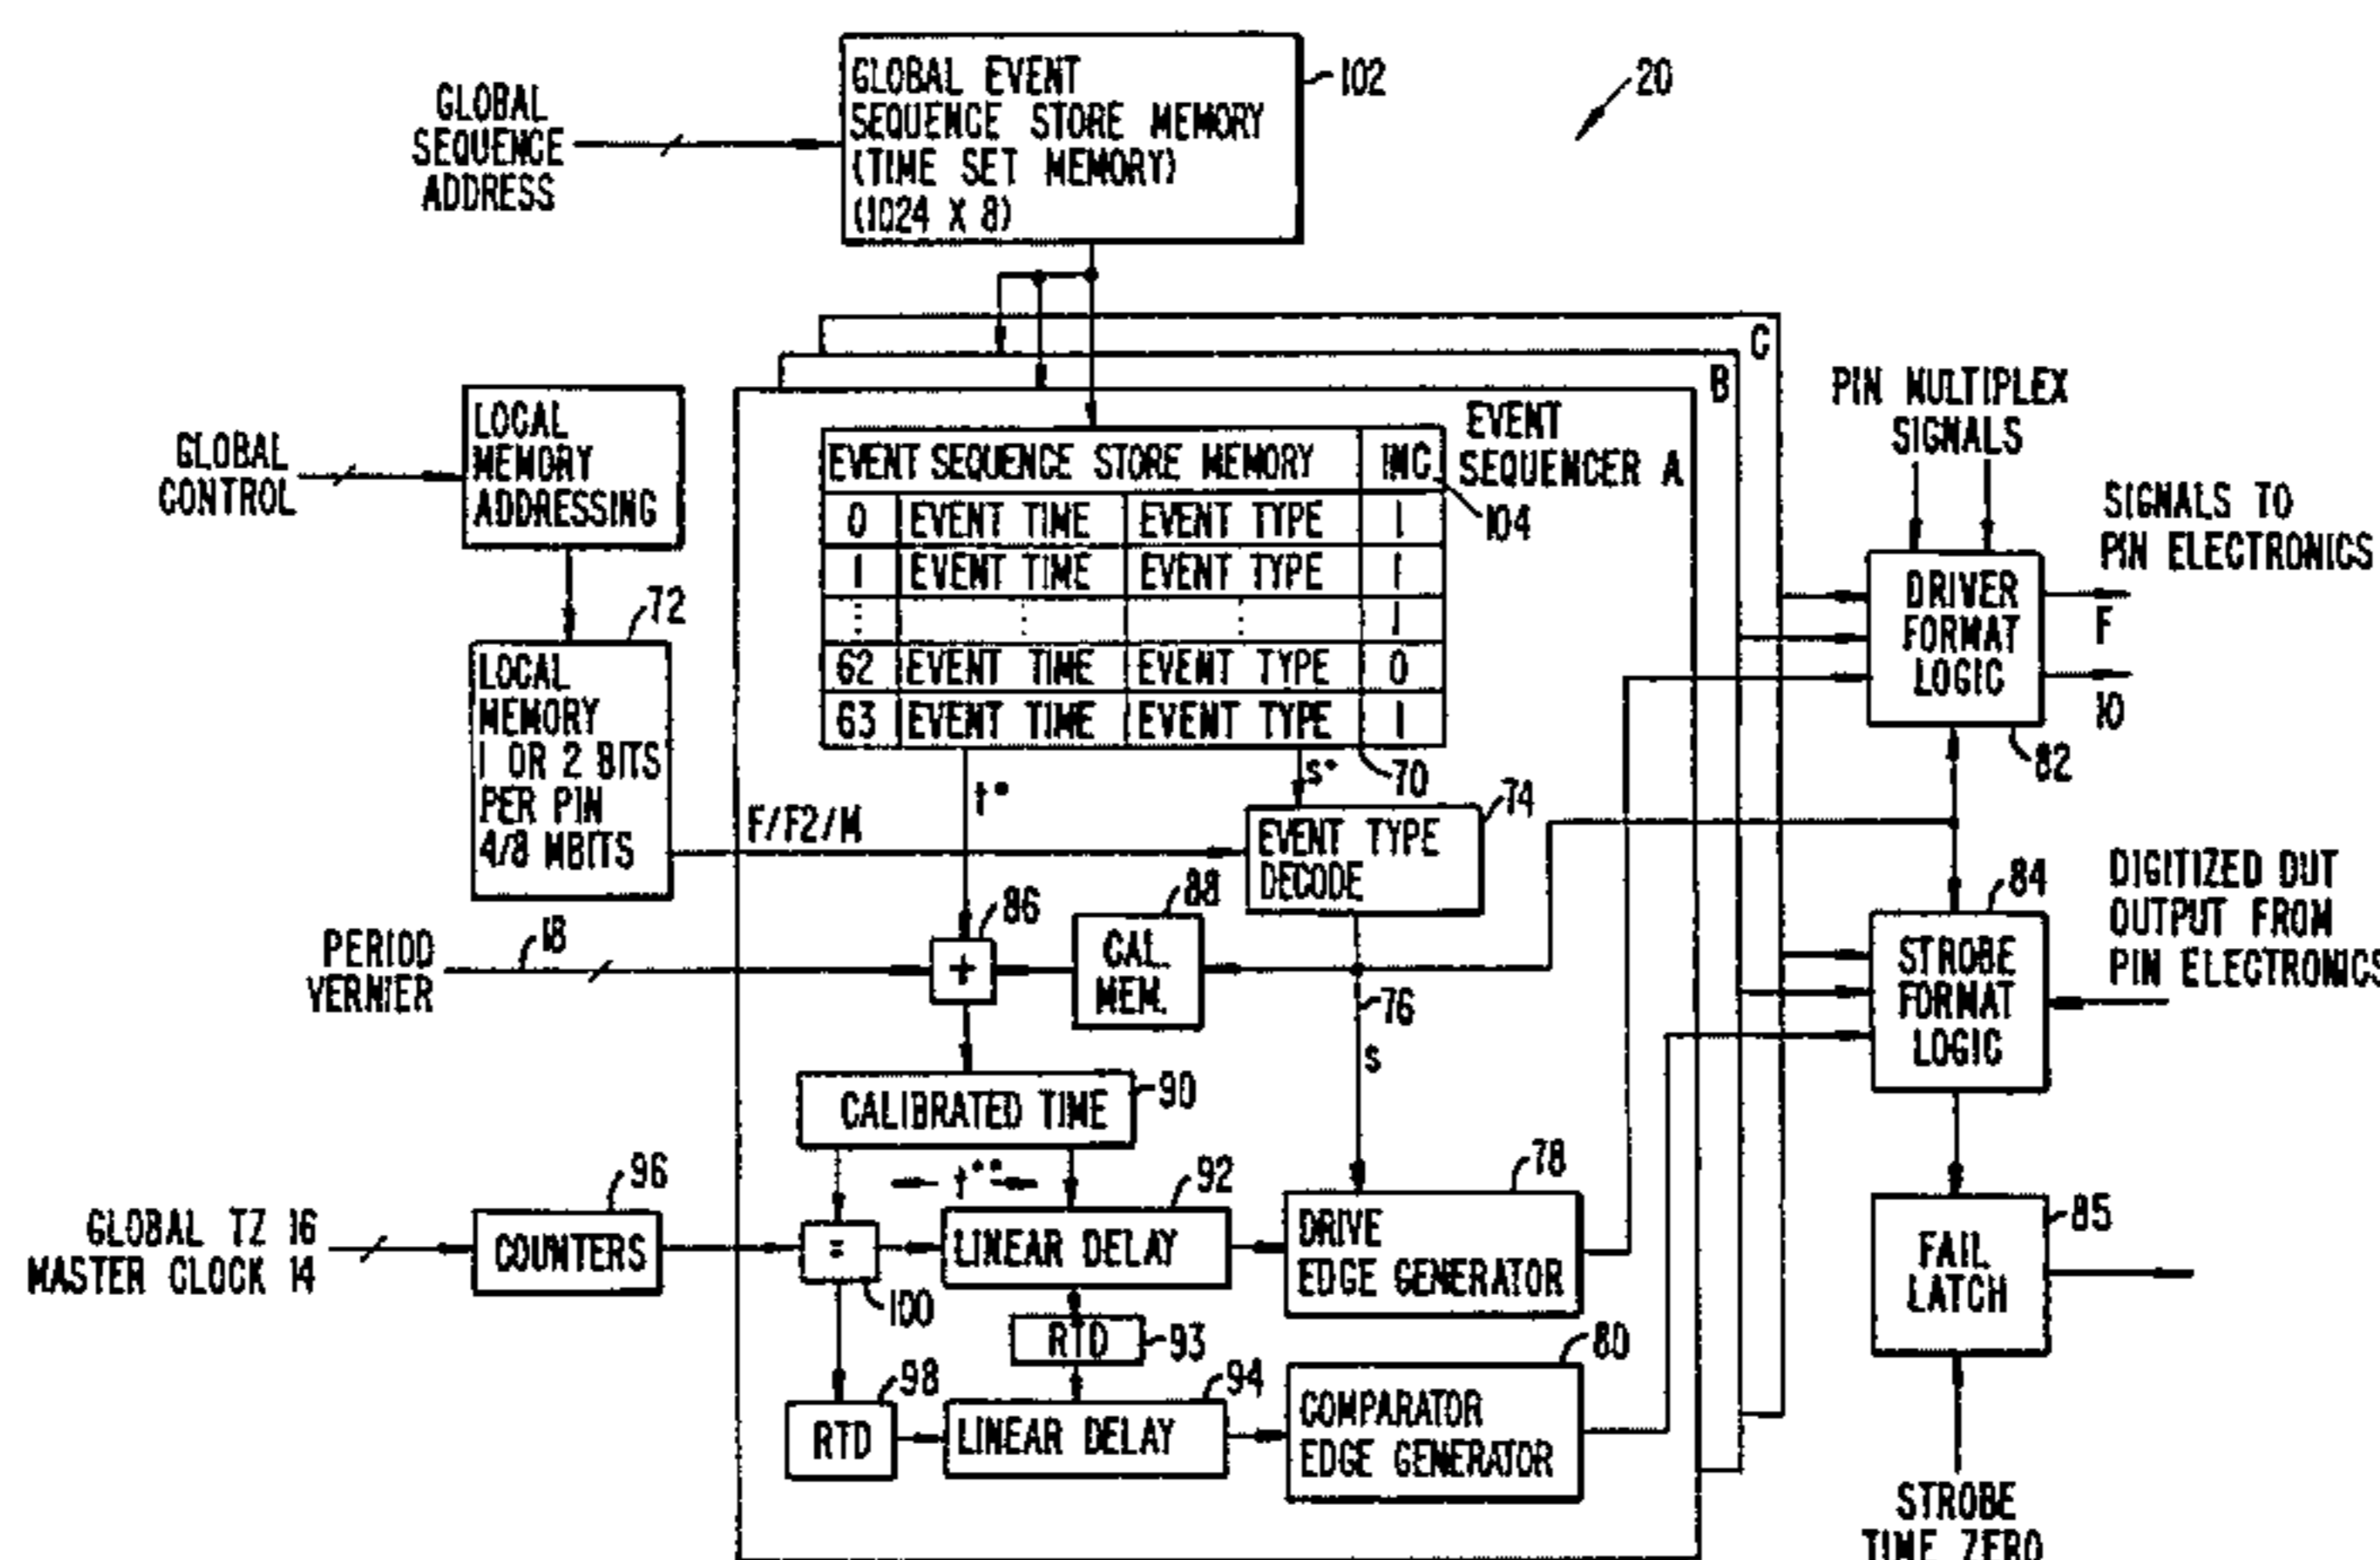 GLOBAL EVENT
SEQUENCE STORE MEMORY
(TIME SET MEMORY)
(1024 X 8)
102
20
GLOBAL
SEQUENCE
ADDRESS
C
B
EVENT
SEQUENCER A
LOCAL
MEMORY
ADDRESSING
GLOBAL
CONTROL
EVENT SEQUENCE STORE MEMORY INC
104
0 EVENT TIME EVENT TYPE 1
1 EVENT TIME EVENT TYPE 1
⋮ ⋮ ⋮ 1
62 EVENT TIME EVENT TYPE 0
63 EVENT TIME EVENT TYPE 1
PIN MULTIPLEX
SIGNALS
SIGNALS TO
PIN ELECTRONICS
DRIVER
FORMAT
LOGIC
F
IO
82
72
LOCAL
MEMORY
1 OR 2 BITS
PER PIN
4/8 MBITS
t•
S•
70
74
F/F2/M
EVENT TYPE
DECODE
86
88
CAL.
MEM.
PERIOD
VERNIER
18
+
76
S
84
STROBE
FORMAT
LOGIC
DIGITIZED DUT
OUTPUT FROM
PIN ELECTRONICS
CALIBRATED TIME
90
t••
92
78
96
GLOBAL TZ 16
MASTER CLOCK 14
COUNTERS
=
100
LINEAR DELAY
DRIVE
EDGE GENERATOR
85
FAIL
LATCH
RTD
93
98
RTD
94
LINEAR DELAY
80
COMPARATOR
EDGE GENERATOR
STROBE
TIME ZERO